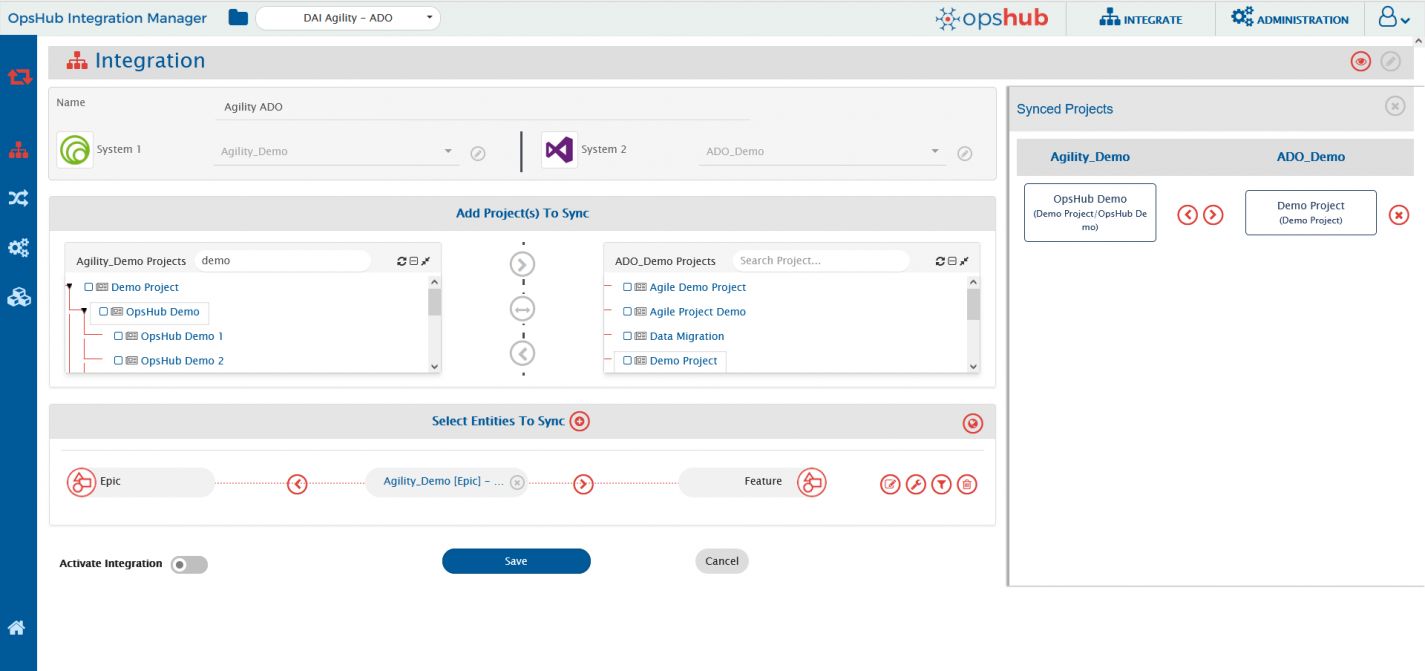 OpsHub Integration Manager
DAI Agility - ADO
opshub
INTEGRATE
ADMINISTRATION
Integration
Name
Agility ADO
System 1
Agility_Demo
System 2
ADO_Demo
Add Project(s) To Sync
Agility_Demo Projects
demo
Demo Project
OpsHub Demo
OpsHub Demo 1
OpsHub Demo 2
ADO_Demo Projects
Search Project...
Agile Demo Project
Agile Project Demo
Data Migration
Demo Project
Select Entities To Sync
Epic
Agility_Demo [Epic] - ...
Feature
Activate Integration
Save
Cancel
Synced Projects
Agility_Demo
ADO_Demo
OpsHub Demo
(Demo Project/OpsHub De
mo)
Demo Project
(Demo Project)